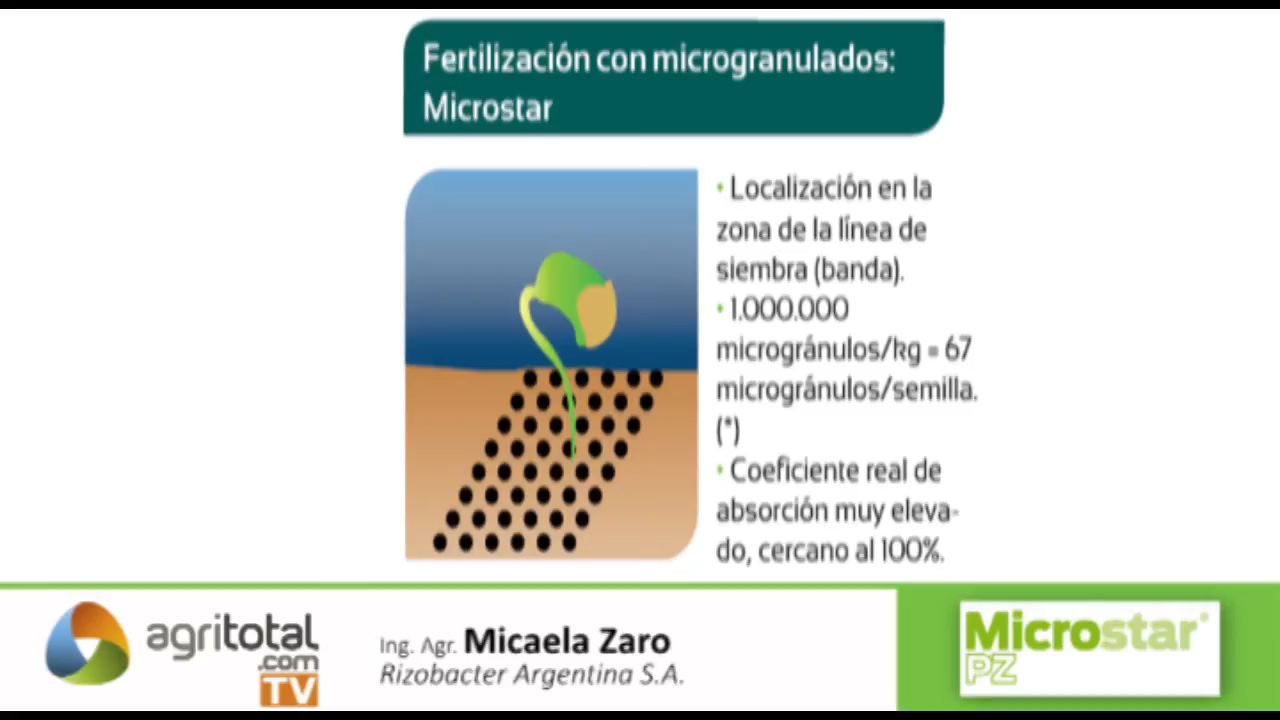 Fertilización con microgranulados:
Microstar
• Localización en la
zona de la línea de
siembra (banda).
• 1.000.000
microgránulos/kg = 67
microgránulos/semilla.
(*)
• Coeficiente real de
absorción muy eleva-
do, cercano al 100%.
agritotal
.com
TV
Ing. Agr. Micaela Zaro
Rizobacter Argentina S.A.
Microstar®
PZ